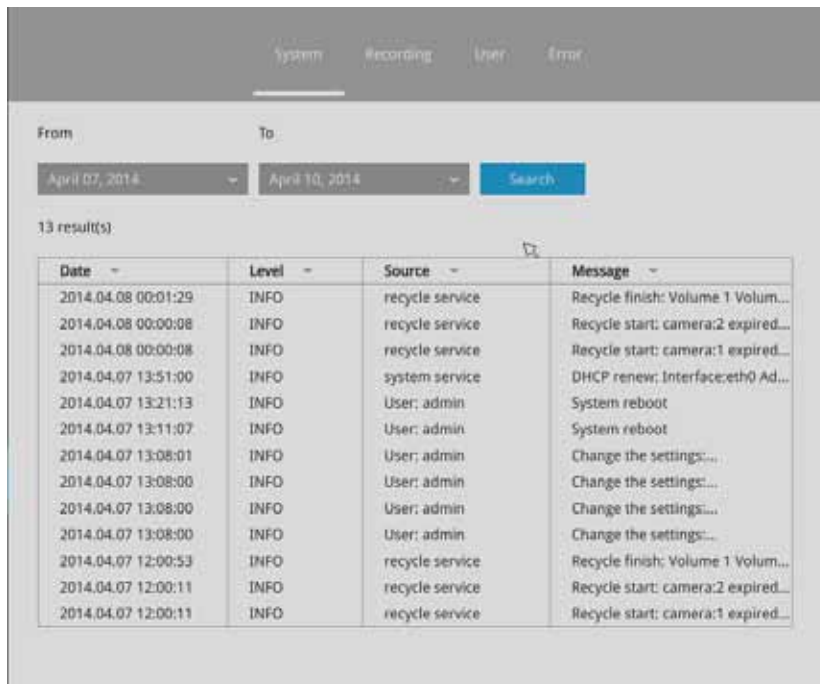 System Recording User Error
From To
April 07, 2014 April 10, 2014 Search
13 result(s)
Date Level Source Message
2014.04.08 00:01:29 INFO recycle service Recycle finish: Volume 1 Volum...
2014.04.08 00:00:08 INFO recycle service Recycle start: camera:2 expired...
2014.04.08 00:00:08 INFO recycle service Recycle start: camera:1 expired...
2014.04.07 13:51:00 INFO system service DHCP renew: Interface:eth0 Ad...
2014.04.07 13:21:13 INFO User: admin System reboot
2014.04.07 13:11:07 INFO User: admin System reboot
2014.04.07 13:08:01 INFO User: admin Change the settings:...
2014.04.07 13:08:00 INFO User: admin Change the settings:...
2014.04.07 13:08:00 INFO User: admin Change the settings:...
2014.04.07 13:08:00 INFO User: admin Change the settings:...
2014.04.07 12:00:53 INFO recycle service Recycle finish: Volume 1 Volum...
2014.04.07 12:00:11 INFO recycle service Recycle start: camera:2 expired...
2014.04.07 12:00:11 INFO recycle service Recycle start: camera:1 expired...